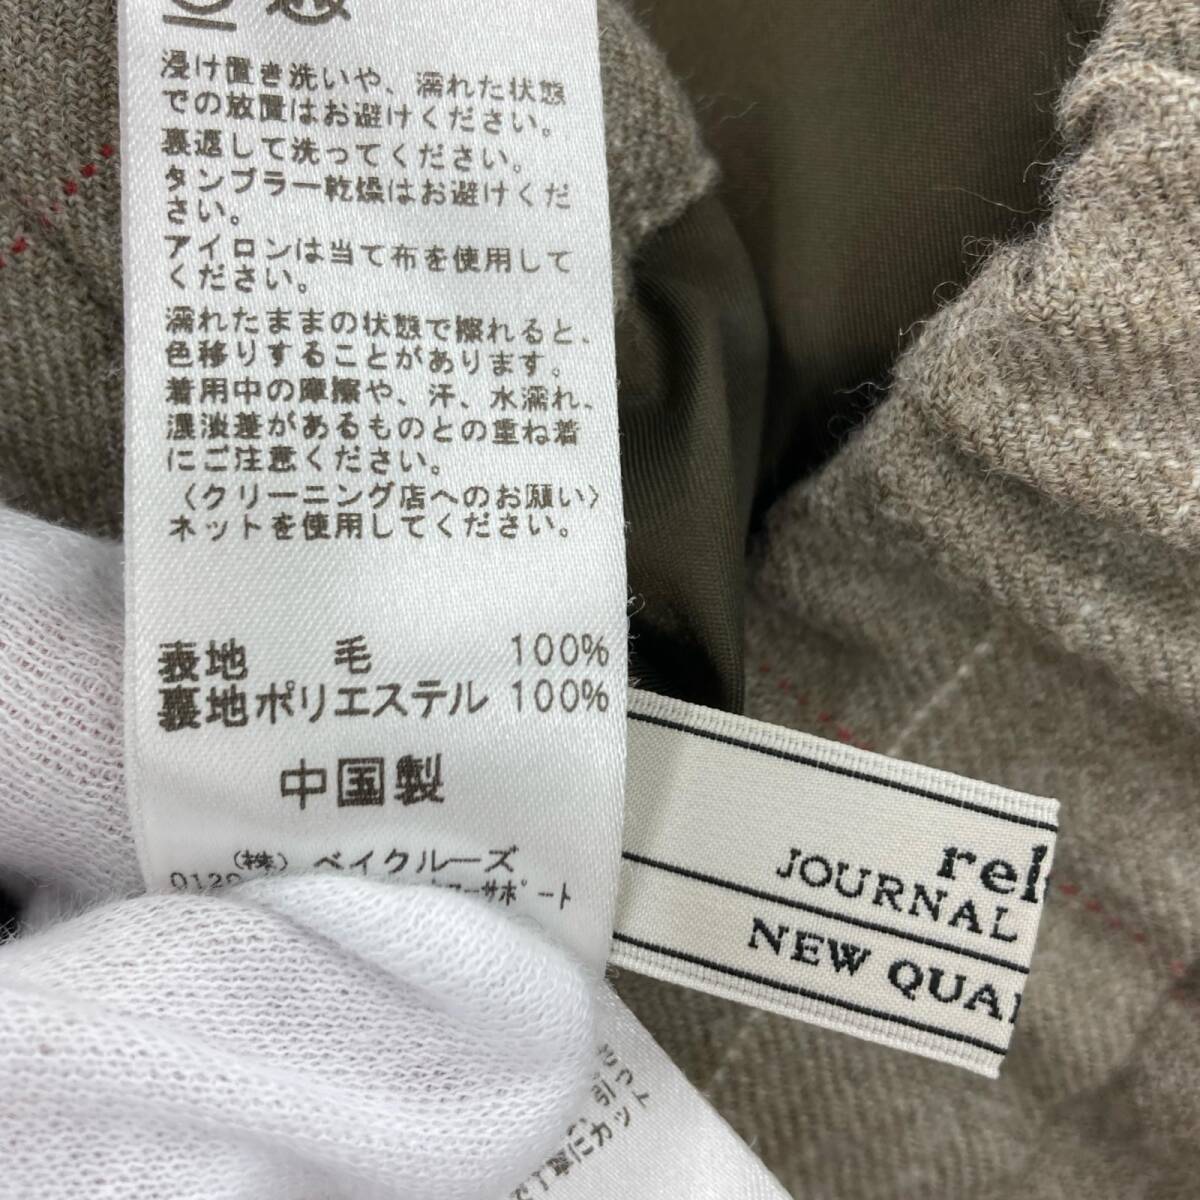 浸け置き洗いや、濡れた状態
での放置はお避けください。
裏返して洗ってください。
タンブラー乾燥はお避けくだ
さい。
アイロンは当て布を使用して
ください。
濡れたままの状態で擦れると、
色移りすることがあります。
着用中の摩擦や、汗、水濡れ、
濃淡差があるものとの重ね着
にご注意ください。
〈クリーニング店へのお願い〉
ネットを使用してください。
表地 毛 100%
裏地ポリエステル 100%
中国製
(株) ベイクルーズ
rel
JOURNAL
NEW QUA
引っ
にカット